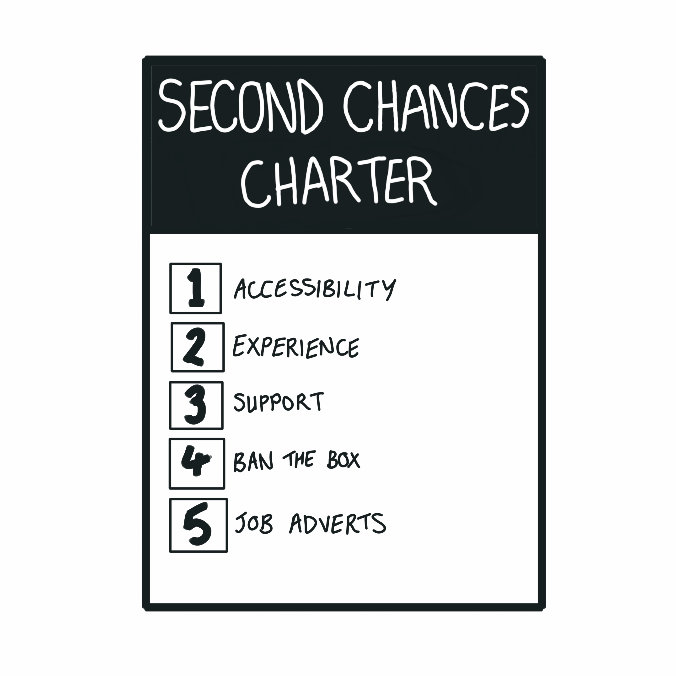 SECOND CHANCES
CHARTER
1 ACCESSIBILITY
2 EXPERIENCE
3 SUPPORT
4 BAN THE BOX
5 JOB ADVERTS